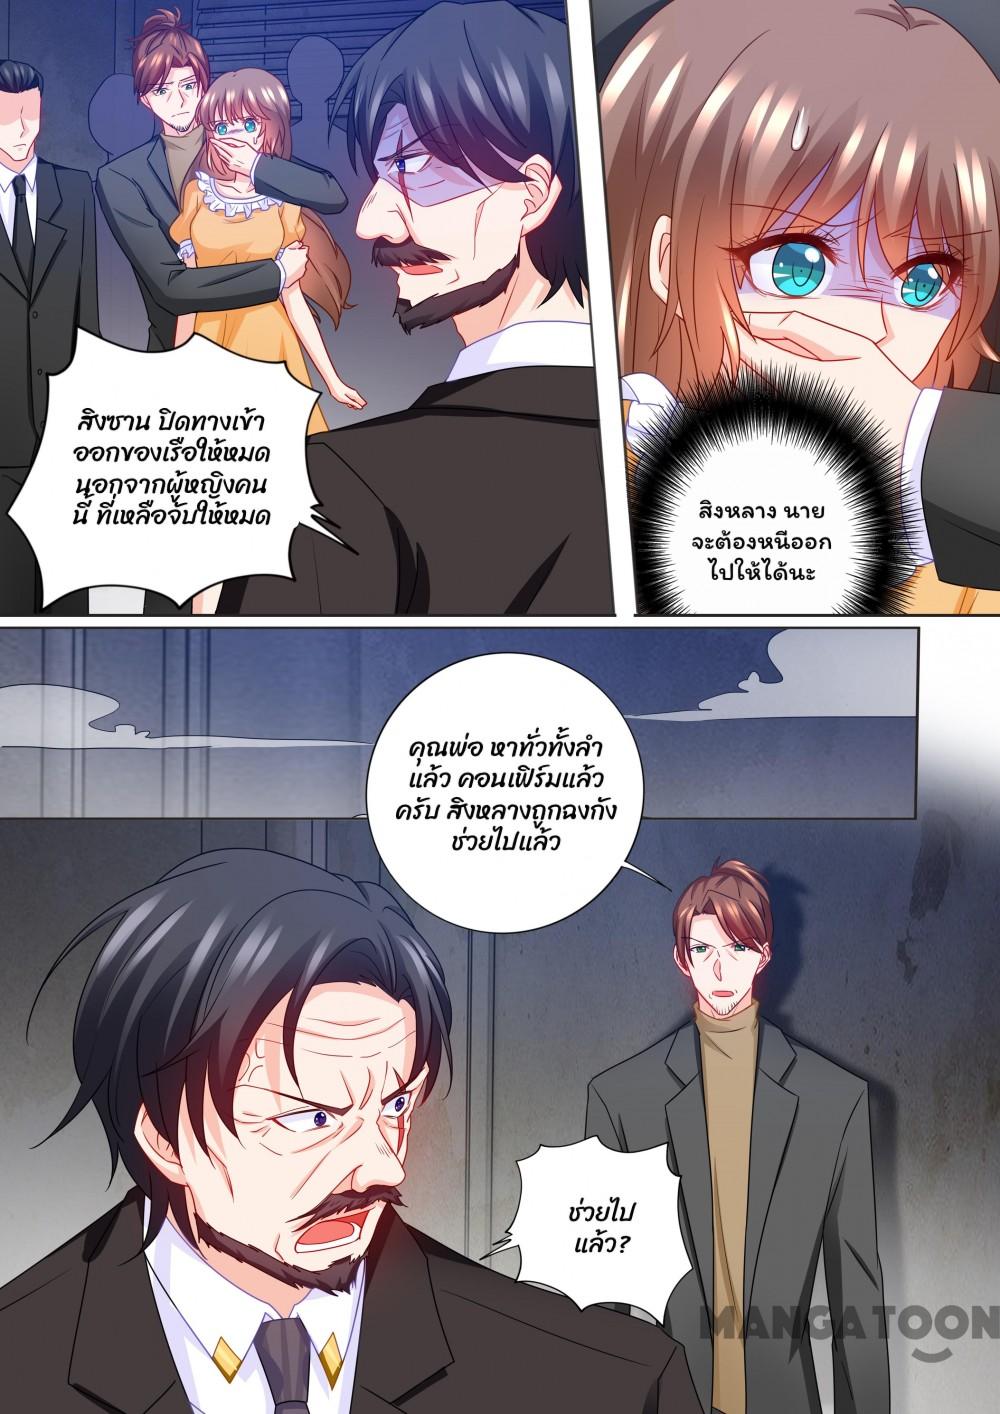 สิงซาน ปิดทางเข้า
ออกของเรือให้หมด
นอกจากผู้หญิงคน
นี้ ที่เหลือจับให้หมด
สิงหลาง นาย
จะต้องหนีออก
ไปให้ได้นะ
คุณพ่อ หาทั่วทั้งลำ
แล้ว คอนเฟิร์มแล้ว
ครับ สิงหลางถูกฉงกัง
ช่วยไปแล้ว
ช่วยไป
แล้ว?
MANGATOON